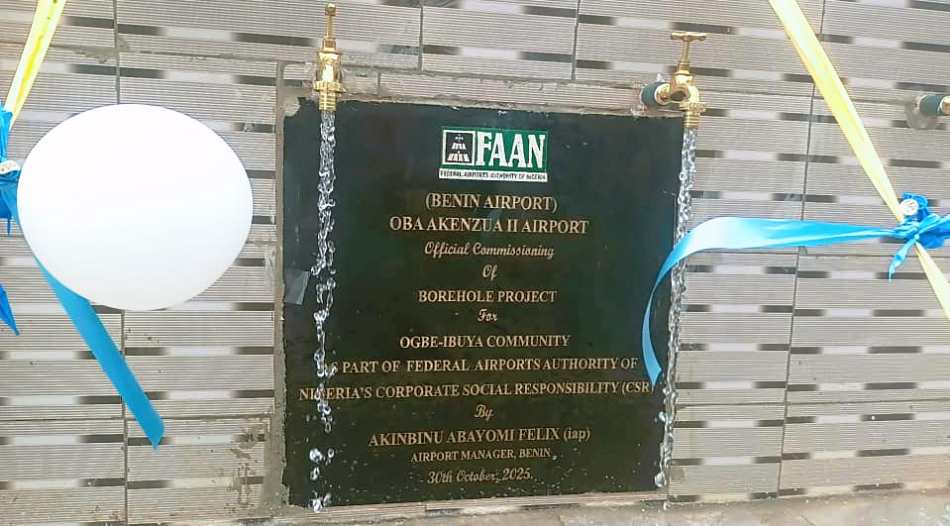 FAAN
FEDERAL AIRPORTS AUTHORITY OF NIGERIA
(BENIN AIRPORT)
OBA AKENZUA II AIRPORT
Official Commissioning
Of
BOREHOLE PROJECT
For
OGBE-IBUYA COMMUNITY
AS PART OF FEDERAL AIRPORTS AUTHORITY OF
NIGERIA'S CORPORATE SOCIAL RESPONSIBILITY (CSR
By
AKINBINU ABAYOMI FELIX (iap)
AIRPORT MANAGER, BENIN
30th October, 2025.